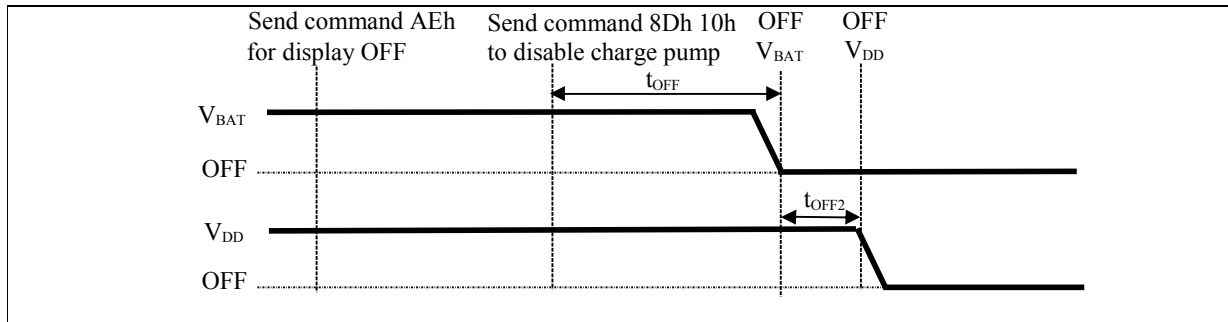 Send command AEh
for display OFF
Send command 8Dh 10h
to disable charge pump
OFF
VBAT
OFF
VDD
tOFF
VBAT
OFF
tOFF2
VDD
OFF